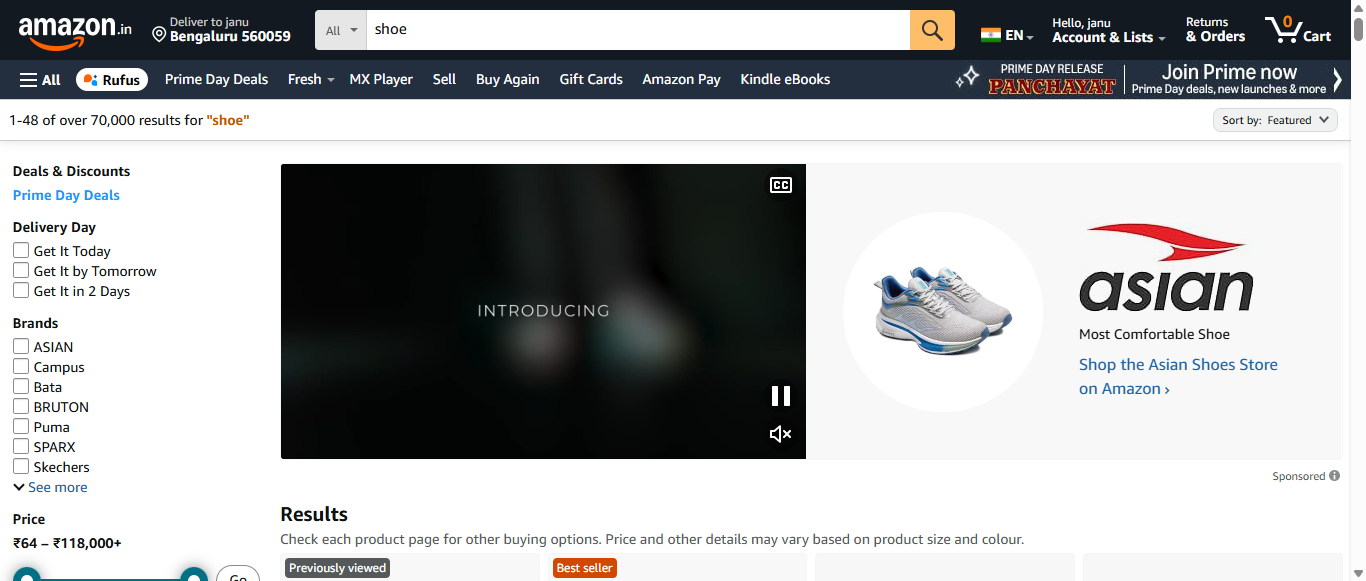 amazon.in
Deliver to janu
Bengaluru 560059
All
shoe
EN
Hello, janu
Account & Lists
Returns
& Orders
0
Cart
All
Rufus
Prime Day Deals
Fresh
MX Player
Sell
Buy Again
Gift Cards
Amazon Pay
Kindle eBooks
PRIME DAY RELEASE
PANCHAYAT
Join Prime now
Prime Day deals, new launches & more
1-48 of over 70,000 results for "shoe"
Sort by: Featured
Deals & Discounts
Prime Day Deals
Delivery Day
Get It Today
Get It by Tomorrow
Get It in 2 Days
Brands
ASIAN
Campus
Bata
BRUTON
Puma
SPARX
Skechers
See more
Price
₹64 – ₹118,000+
Go
CC
INTRODUCING
asian
Most Comfortable Shoe
Shop the Asian Shoes Store
on Amazon ›
Sponsored
Results
Check each product page for other buying options. Price and other details may vary based on product size and colour.
Previously viewed
Best seller